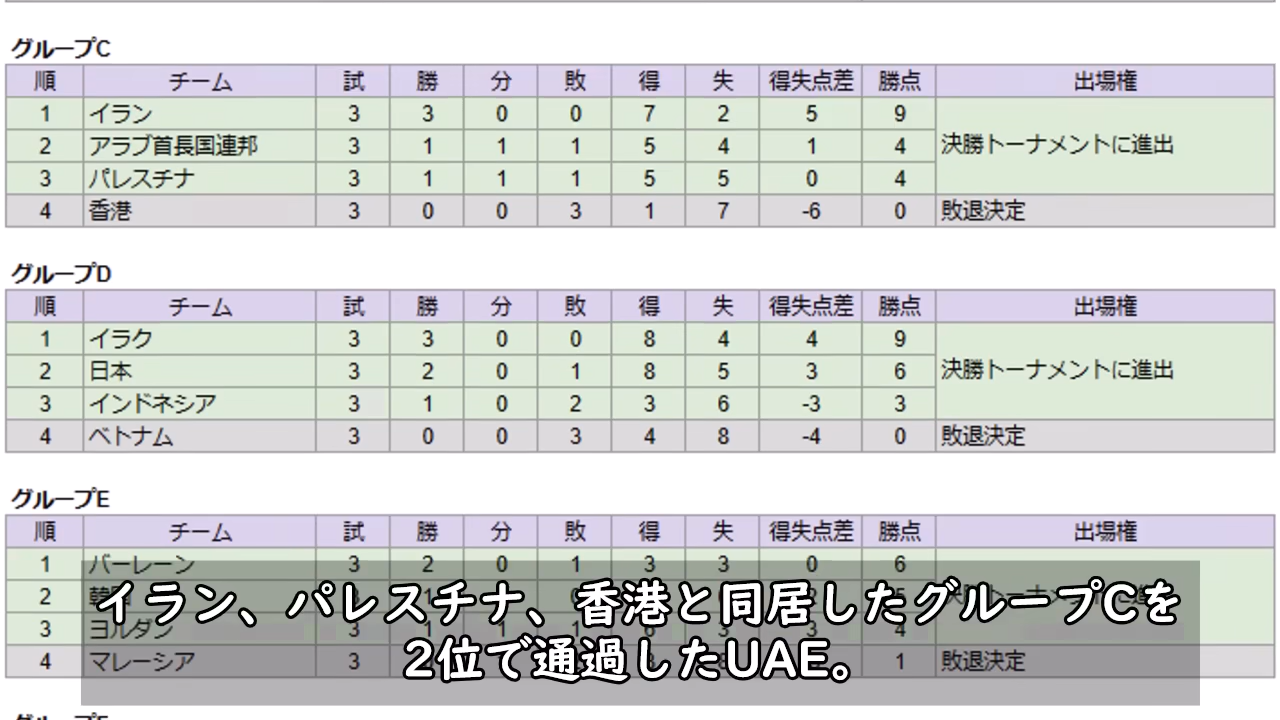 グループC
順 チーム 試 勝 分 敗 得 失 得失点差 勝点 出場権
1 イラン 3 3 0 0 7 2 5 9
2 アラブ首長国連邦 3 1 1 1 5 4 1 4 決勝トーナメントに進出
3 パレスチナ 3 1 1 1 5 5 0 4
4 香港 3 0 0 3 1 7 -6 0 敗退決定
グループD
順 チーム 試 勝 分 敗 得 失 得失点差 勝点 出場権
1 イラク 3 3 0 0 8 4 4 9
2 日本 3 2 0 1 8 5 3 6 決勝トーナメントに進出
3 インドネシア 3 1 0 2 3 6 -3 3
4 ベトナム 3 0 0 3 4 8 -4 0 敗退決定
グループE
順 チーム 試 勝 分 敗 得 失 得失点差 勝点 出場権
1 バーレーン 3 2 0 1 3 3 0 6
2 韓国
3 ヨルダン 3 1 1 1 6 3 3 4
4 マレーシア 3 1 敗退決定
イラン、パレスチナ、香港と同居したグループCを
2位で通過したUAE。